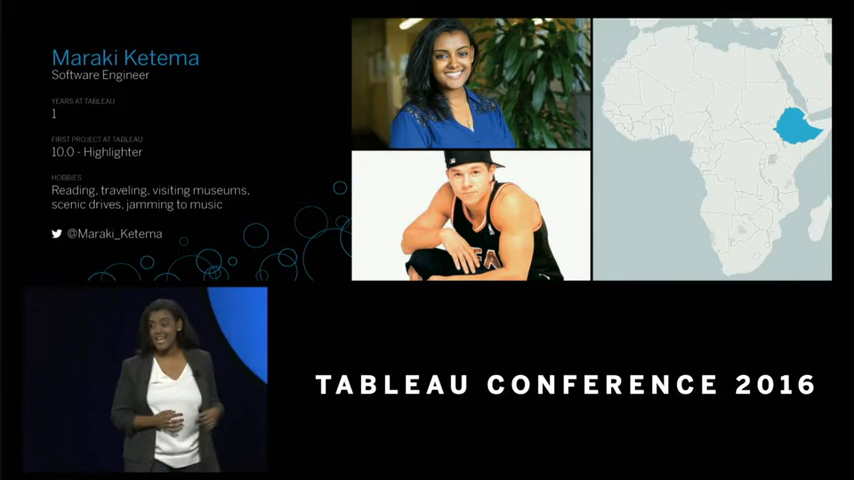 Maraki Ketema
Software Engineer
YEARS AT TABLEAU
1
FIRST PROJECT AT TABLEAU
10.0 - Highlighter
HOBBIES
Reading, traveling, visiting museums,
scenic drives, jamming to music
@Maraki_Ketema
TABLEAU CONFERENCE 2016